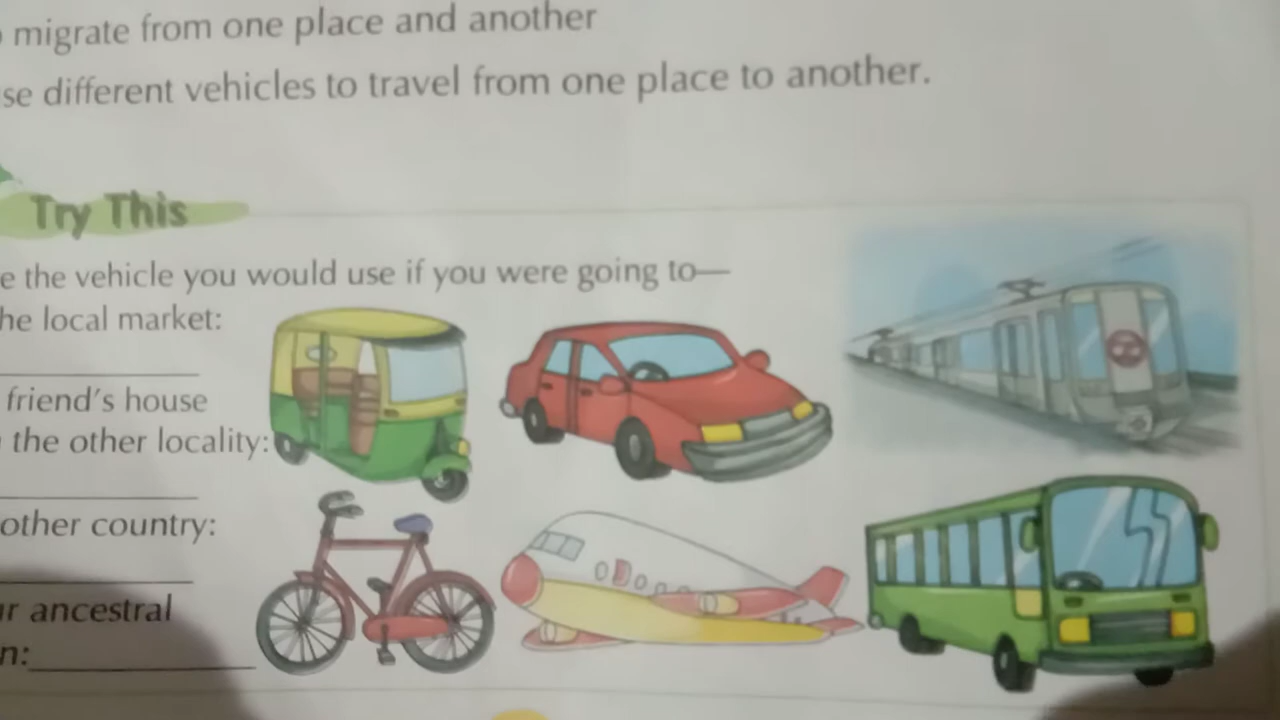 migrate from one place and another
se different vehicles to travel from one place to another.
Try This
e the vehicle you would use if you were going to—
he local market:
friend's house
the other locality:
other country:
r ancestral
n: